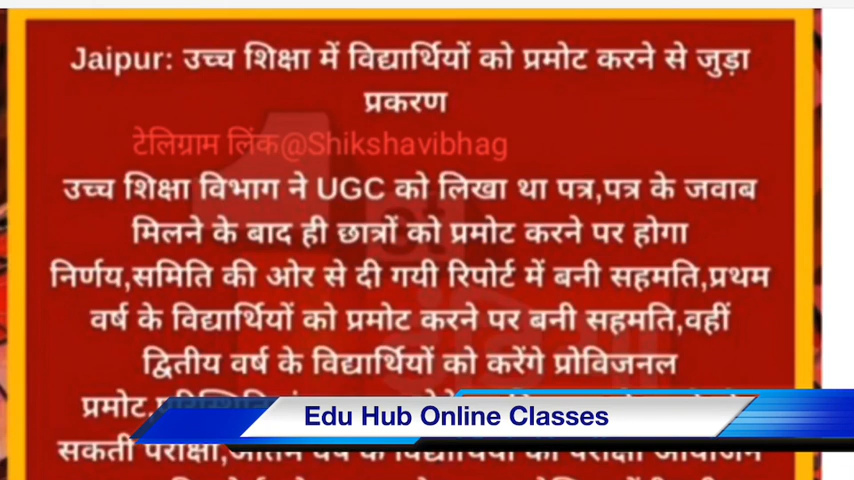 Jaipur: उच्च शिक्षा में विद्यार्थियों को प्रमोट करने से जुड़ा
प्रकरण
टेलिग्राम लिंक@Shikshavibhag
उच्च शिक्षा विभाग ने UGC को लिखा था पत्र,पत्र के जवाब
मिलने के बाद ही छात्रों को प्रमोट करने पर होगा
निर्णय,समिति की ओर से दी गयी रिपोर्ट में बनी सहमति,प्रथम
वर्ष के विद्यार्थियों को प्रमोट करने पर बनी सहमति,वहीं
द्वितीय वर्ष के विद्यार्थियों को करेंगे प्रोविजनल
प्रमोट,
Edu Hub Online Classes
सकती परीक्षा,